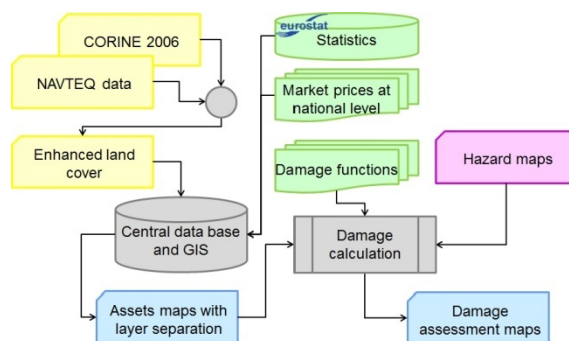 CORINE 2006
NAVTEQ data
eurostat
Statistics
Market prices at
national level
Enhanced land
cover
Damage functions
Hazard maps
Central data base
and GIS
Damage
calculation
Assets maps with
layer separation
Damage
assessment maps